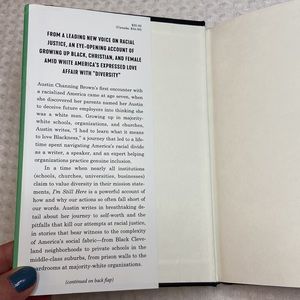 FROM A LEADING NEW VOICE ON RACIAL
JUSTICE, AN EYE-OPENING ACCOUNT OF
GROWING UP BLACK, CHRISTIAN, AND FEMALE
AMID WHITE AMERICA'S EXPRESSED LOVE
AFFAIR WITH "DIVERSITY"
Austin Channing Brown's first encounter with
a racialized America came at age seven, when
she discovered her parents named her Austin
to deceive future employers into thinking she
was a white man. Growing up in majority-
white schools, organizations, and churches,
Austin writes, "I had to learn what it means
to love Blackness," a journey that led to a life-
time spent navigating America's racial divide
as a writer, a speaker, and an expert helping
organizations practice genuine inclusion.
In a time when nearly all institutions
(schools, churches, universities, businesses)
claim to value diversity in their mission state-
ments, I'm Still Here is a powerful account of
how and why our actions so often fall short of
our words. Austin writes in breathtaking de-
tail about her journey to self-worth and the
pitfalls that kill our attempts at racial justice,
in stories that bear witness to the complexity
of America's social fabric—from Black Cleve-
land neighborhoods to private schools in the
middle-class suburbs, from prison walls to the
boardrooms at majority-white organizations.
(continued on back flap)